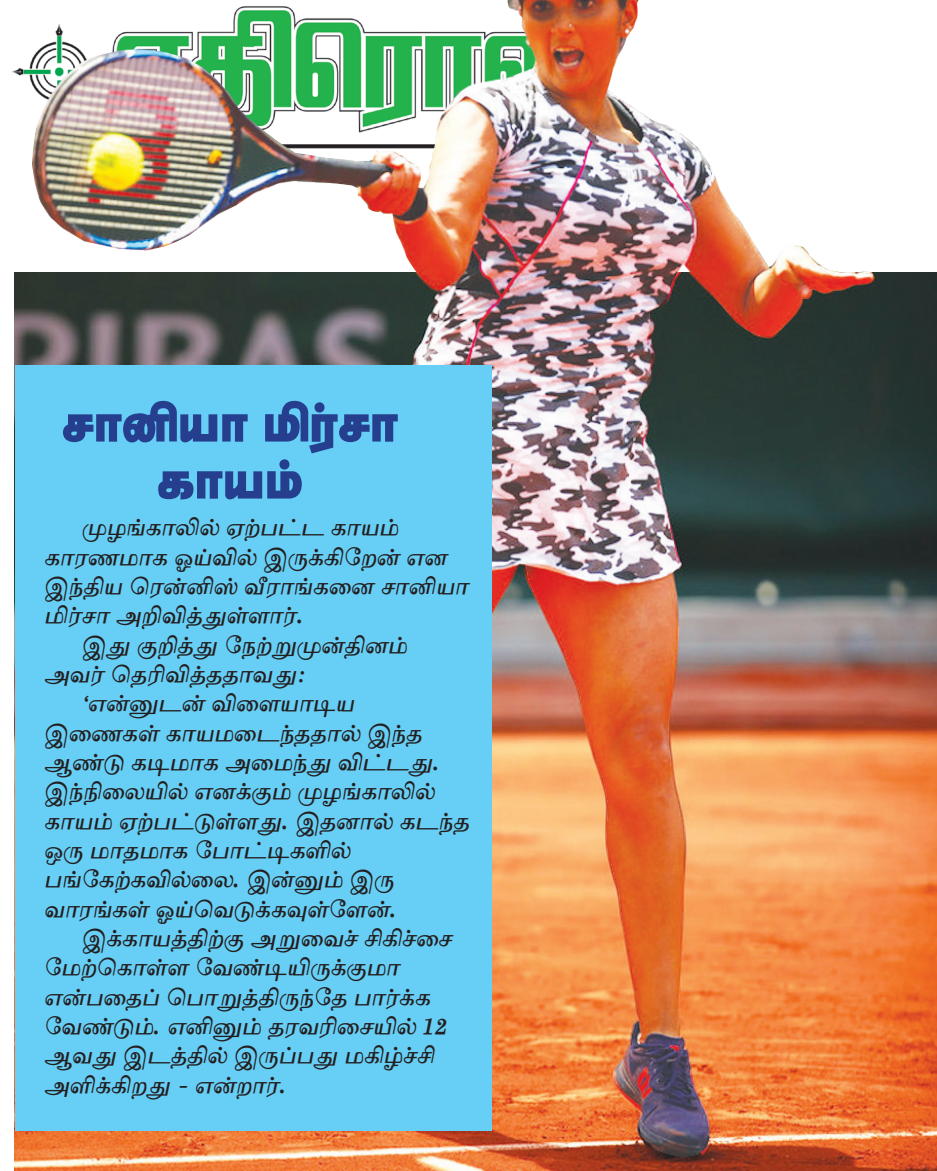 சானியா மிர்சா
காயம்
முழங்காலில் ஏற்பட்ட காயம்
காரணமாக ஓய்வில் இருக்கிறேன் என
இந்திய ரென்னிஸ் வீராங்கனை சானியா
மிர்சா அறிவித்துள்ளார்.
இது குறித்து நேற்றுமுன்தினம்
அவர் தெரிவித்ததாவது:
‘என்னுடன் விளையாடிய
இணைகள் காயமடைந்ததால் இந்த
ஆண்டு கடிமாக அமைந்து விட்டது.
இந்நிலையில் எனக்கும் முழங்காலில்
காயம் ஏற்பட்டுள்ளது. இதனால் கடந்த
ஒரு மாதமாக போட்டிகளில்
பங்கேற்கவில்லை. இன்னும் இரு
வாரங்கள் ஓய்வெடுக்கவுள்ளேன்.
இக்காயத்திற்கு அறுவைச் சிகிச்சை
மேற்கொள்ள வேண்டியிருக்குமா
என்பதைப் பொறுத்திருந்தே பார்க்க
வேண்டும். எனினும் தரவரிசையில் 12
ஆவது இடத்தில் இருப்பது மகிழ்ச்சி
அளிக்கிறது - என்றார்.